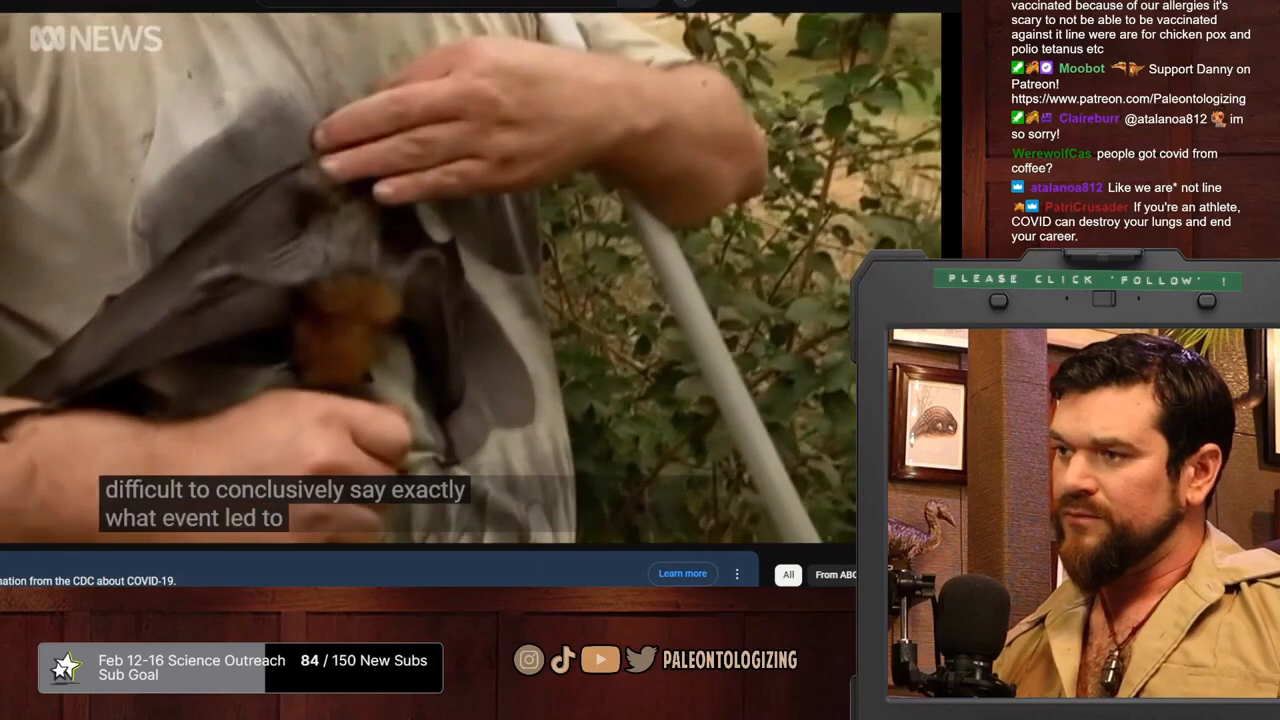 NEWS
vaccinated because of our allergies it's
scary to not be able to be vaccinated
against it line were are for chicken pox and
polio tetanus etc
Moobot Support Danny on
Patreon!
https://www.patreon.com/Paleontologizing
Claireburr @atalanoa812 im
so sorry!
WerewolfCas people got covid from
coffee?
atalanoa812 Like we are* not line
PatriCrusader If you're an athlete,
COVID can destroy your lungs and end
your career.
PLEASE CLICK 'FOLLOW' !
difficult to conclusively say exactly
what event led to
nation from the CDC about COVID-19.
Learn more
All
From ABC
Feb 12-16 Science Outreach
Sub Goal
84 / 150 New Subs
PALEONTOLOGIZING